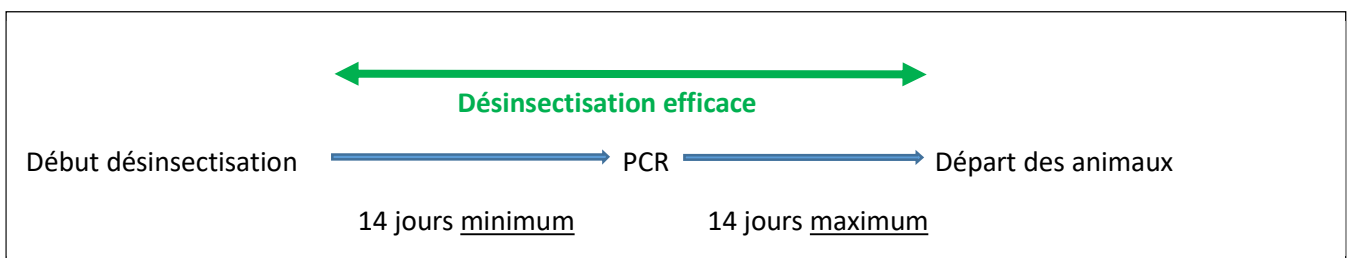 Désinsectisation efficace
Début désinsectisation PCR Départ des animaux
14 jours minimum 14 jours maximum